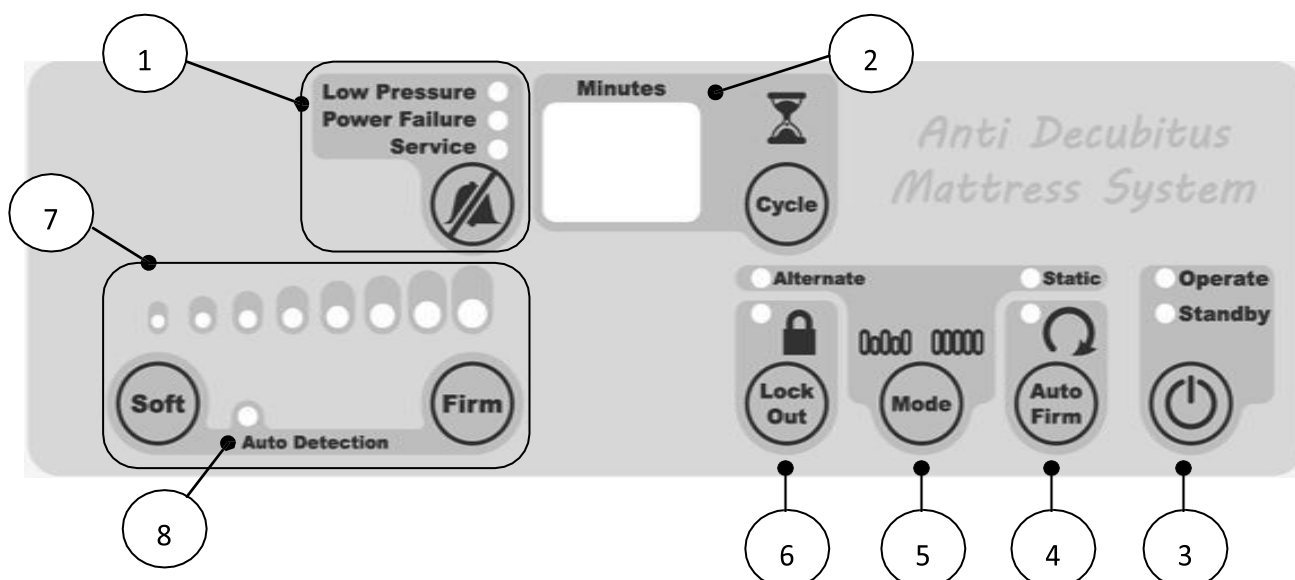 1
2
Low Pressure
Power Failure
Service
Minutes
Cycle
Anti Decubitus
Mattress System
7
Alternate
Static
Operate
Standby
Soft
Firm
Auto Detection
Lock
Out
Mode
Auto
Firm
8
6
5
4
3